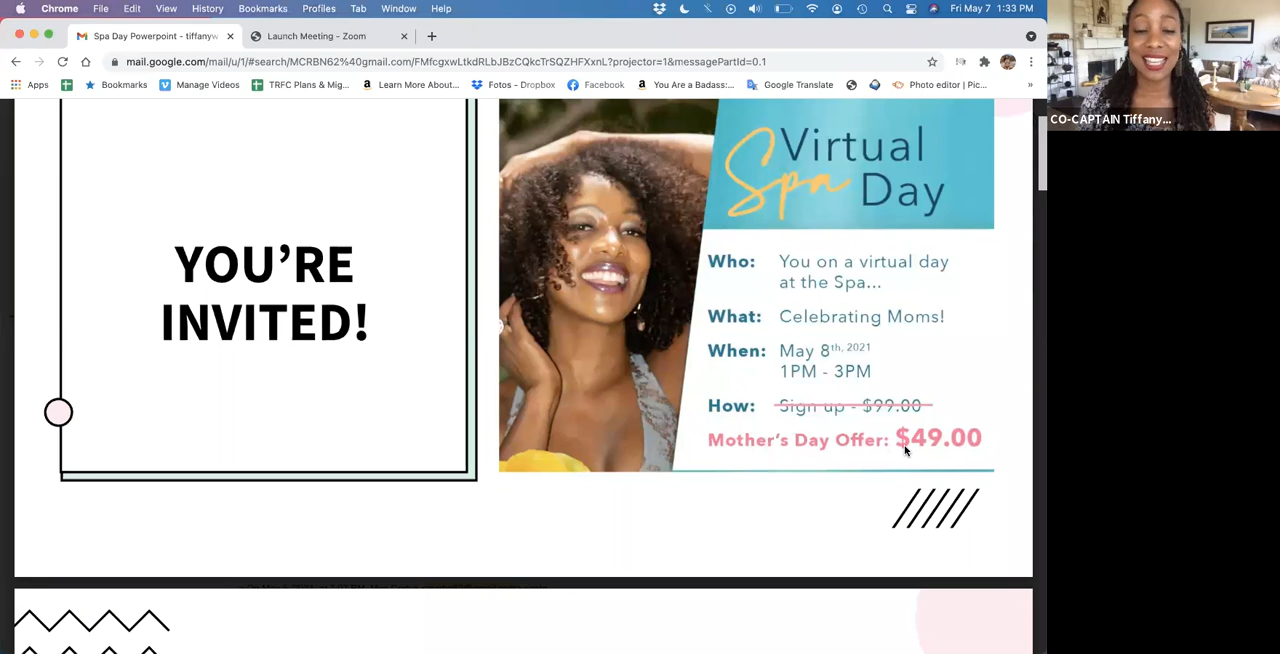 Chrome File Edit View History Bookmarks Profiles Tab Window Help Fri May 7 1:33 PM
Spa Day Powerpoint - tiffanyw Launch Meeting - Zoom
mail.google.com/mail/u/1/#search/MCRBN62%40gmail.com/FMfcgxwLtkdRLbJBzCQkcTrSQZHFXxnL?projector=1&messagePartId=0.1
Apps Bookmarks Manage Videos TRFC Plans & Mig... Learn More About... Fotos - Dropbox Facebook You Are a Badass:... Google Translate Photo editor | Pic... »
CO-CAPTAIN Tiffany...
YOU’RE
INVITED!
Virtual
Spa Day
Who: You on a virtual day
at the Spa...
What: Celebrating Moms!
When: May 8th, 2021
1PM - 3PM
How: Sign up - $99.00
Mother's Day Offer: $49.00